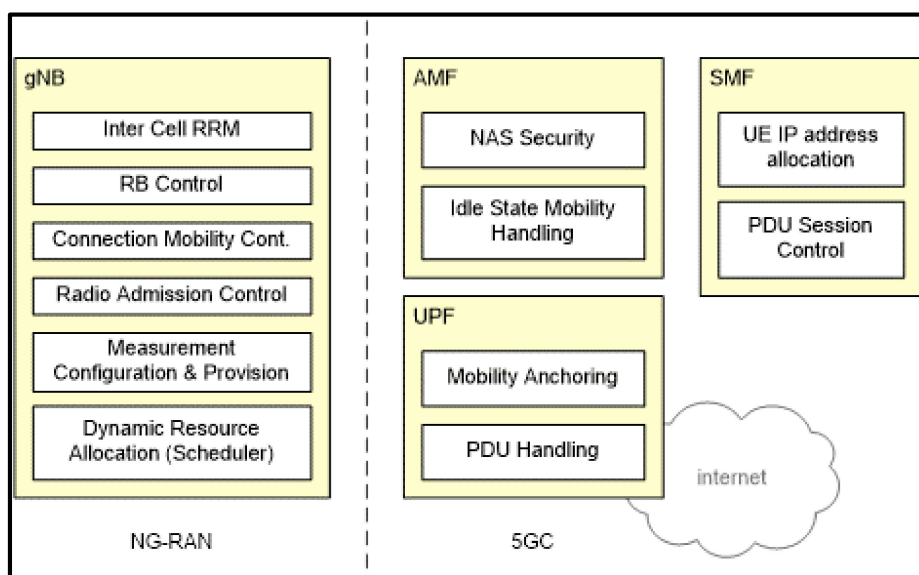 gNB
Inter Cell RRM
RB Control
Connection Mobility Cont.
Radio Admission Control
Measurement
Configuration & Provision
Dynamic Resource
Allocation (Scheduler)
NG-RAN
AMF
NAS Security
Idle State Mobility
Handling
SMF
UE IP address
allocation
PDU Session
Control
UPF
Mobility Anchoring
PDU Handling
internet
5GC